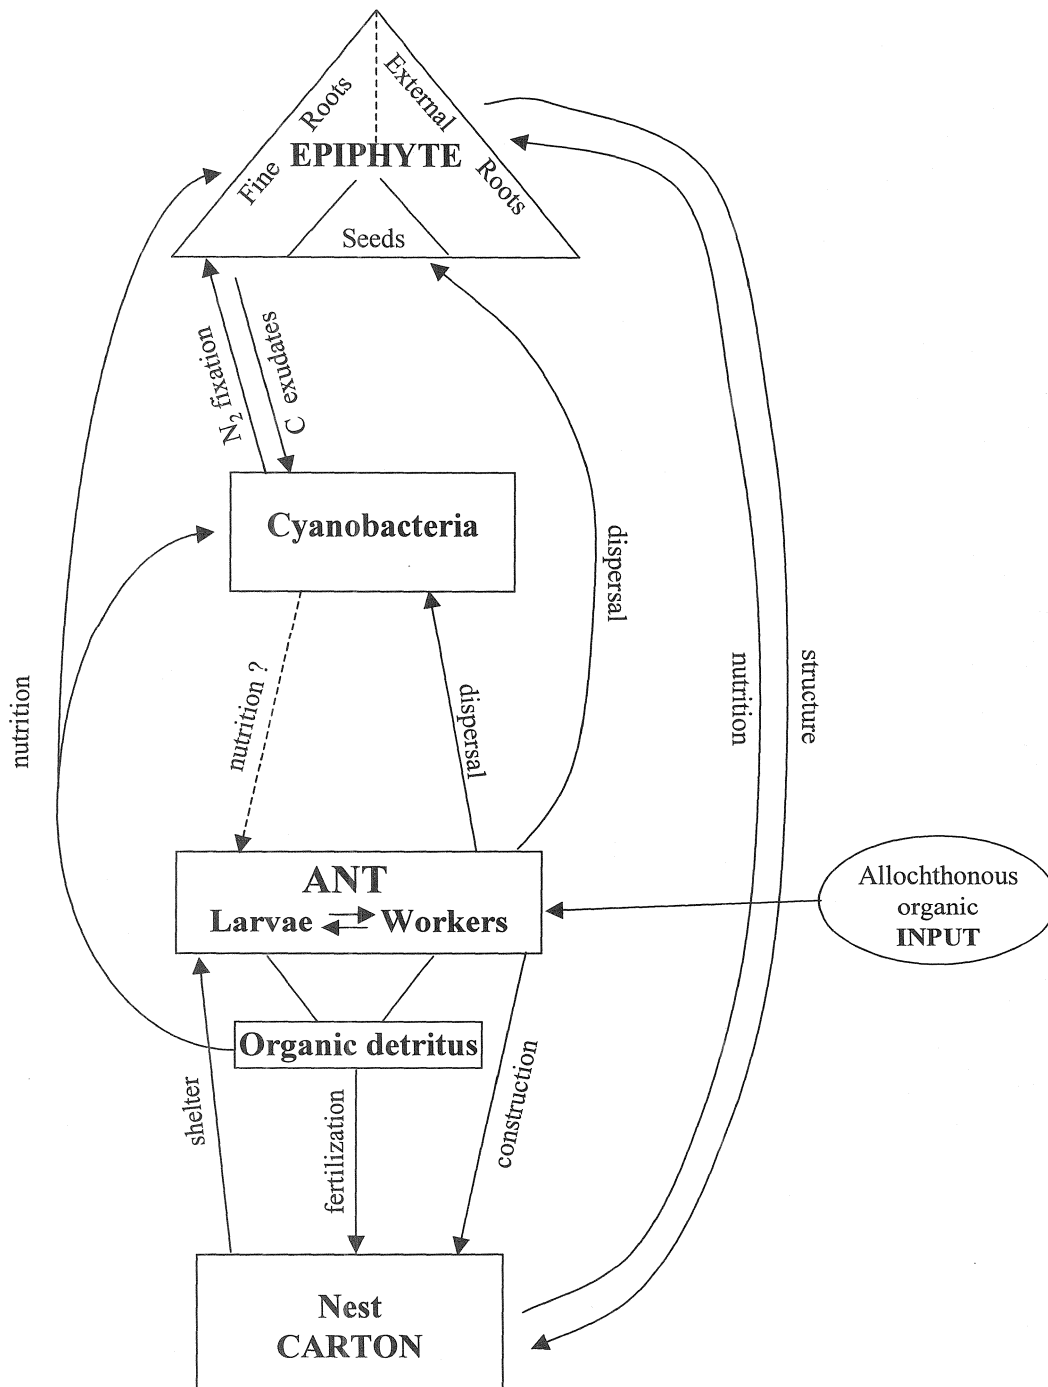 Fine Roots
External Roots
EPIPHYTE
Seeds
N₂ fixation
C exudates
Cyanobacteria
dispersal
nutrition ?
dispersal
nutrition
nutrition
structure
ANT
Larvae Workers
Allochthonous
organic
INPUT
Organic detritus
shelter
fertilization
construction
Nest
CARTON